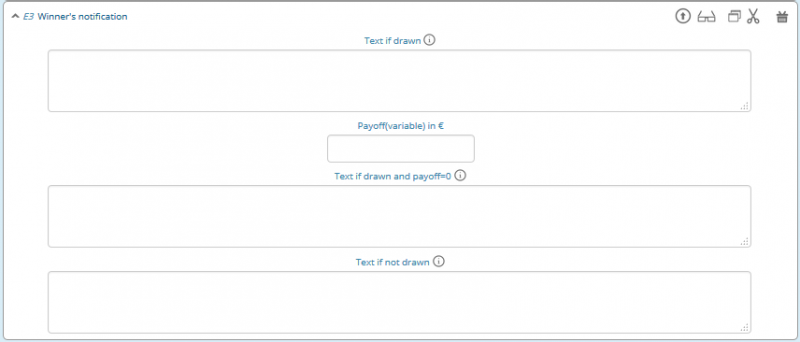 E3 Winner's notification
Text if drawn
Payoff(variable) in €
Text if drawn and payoff=0
Text if not drawn